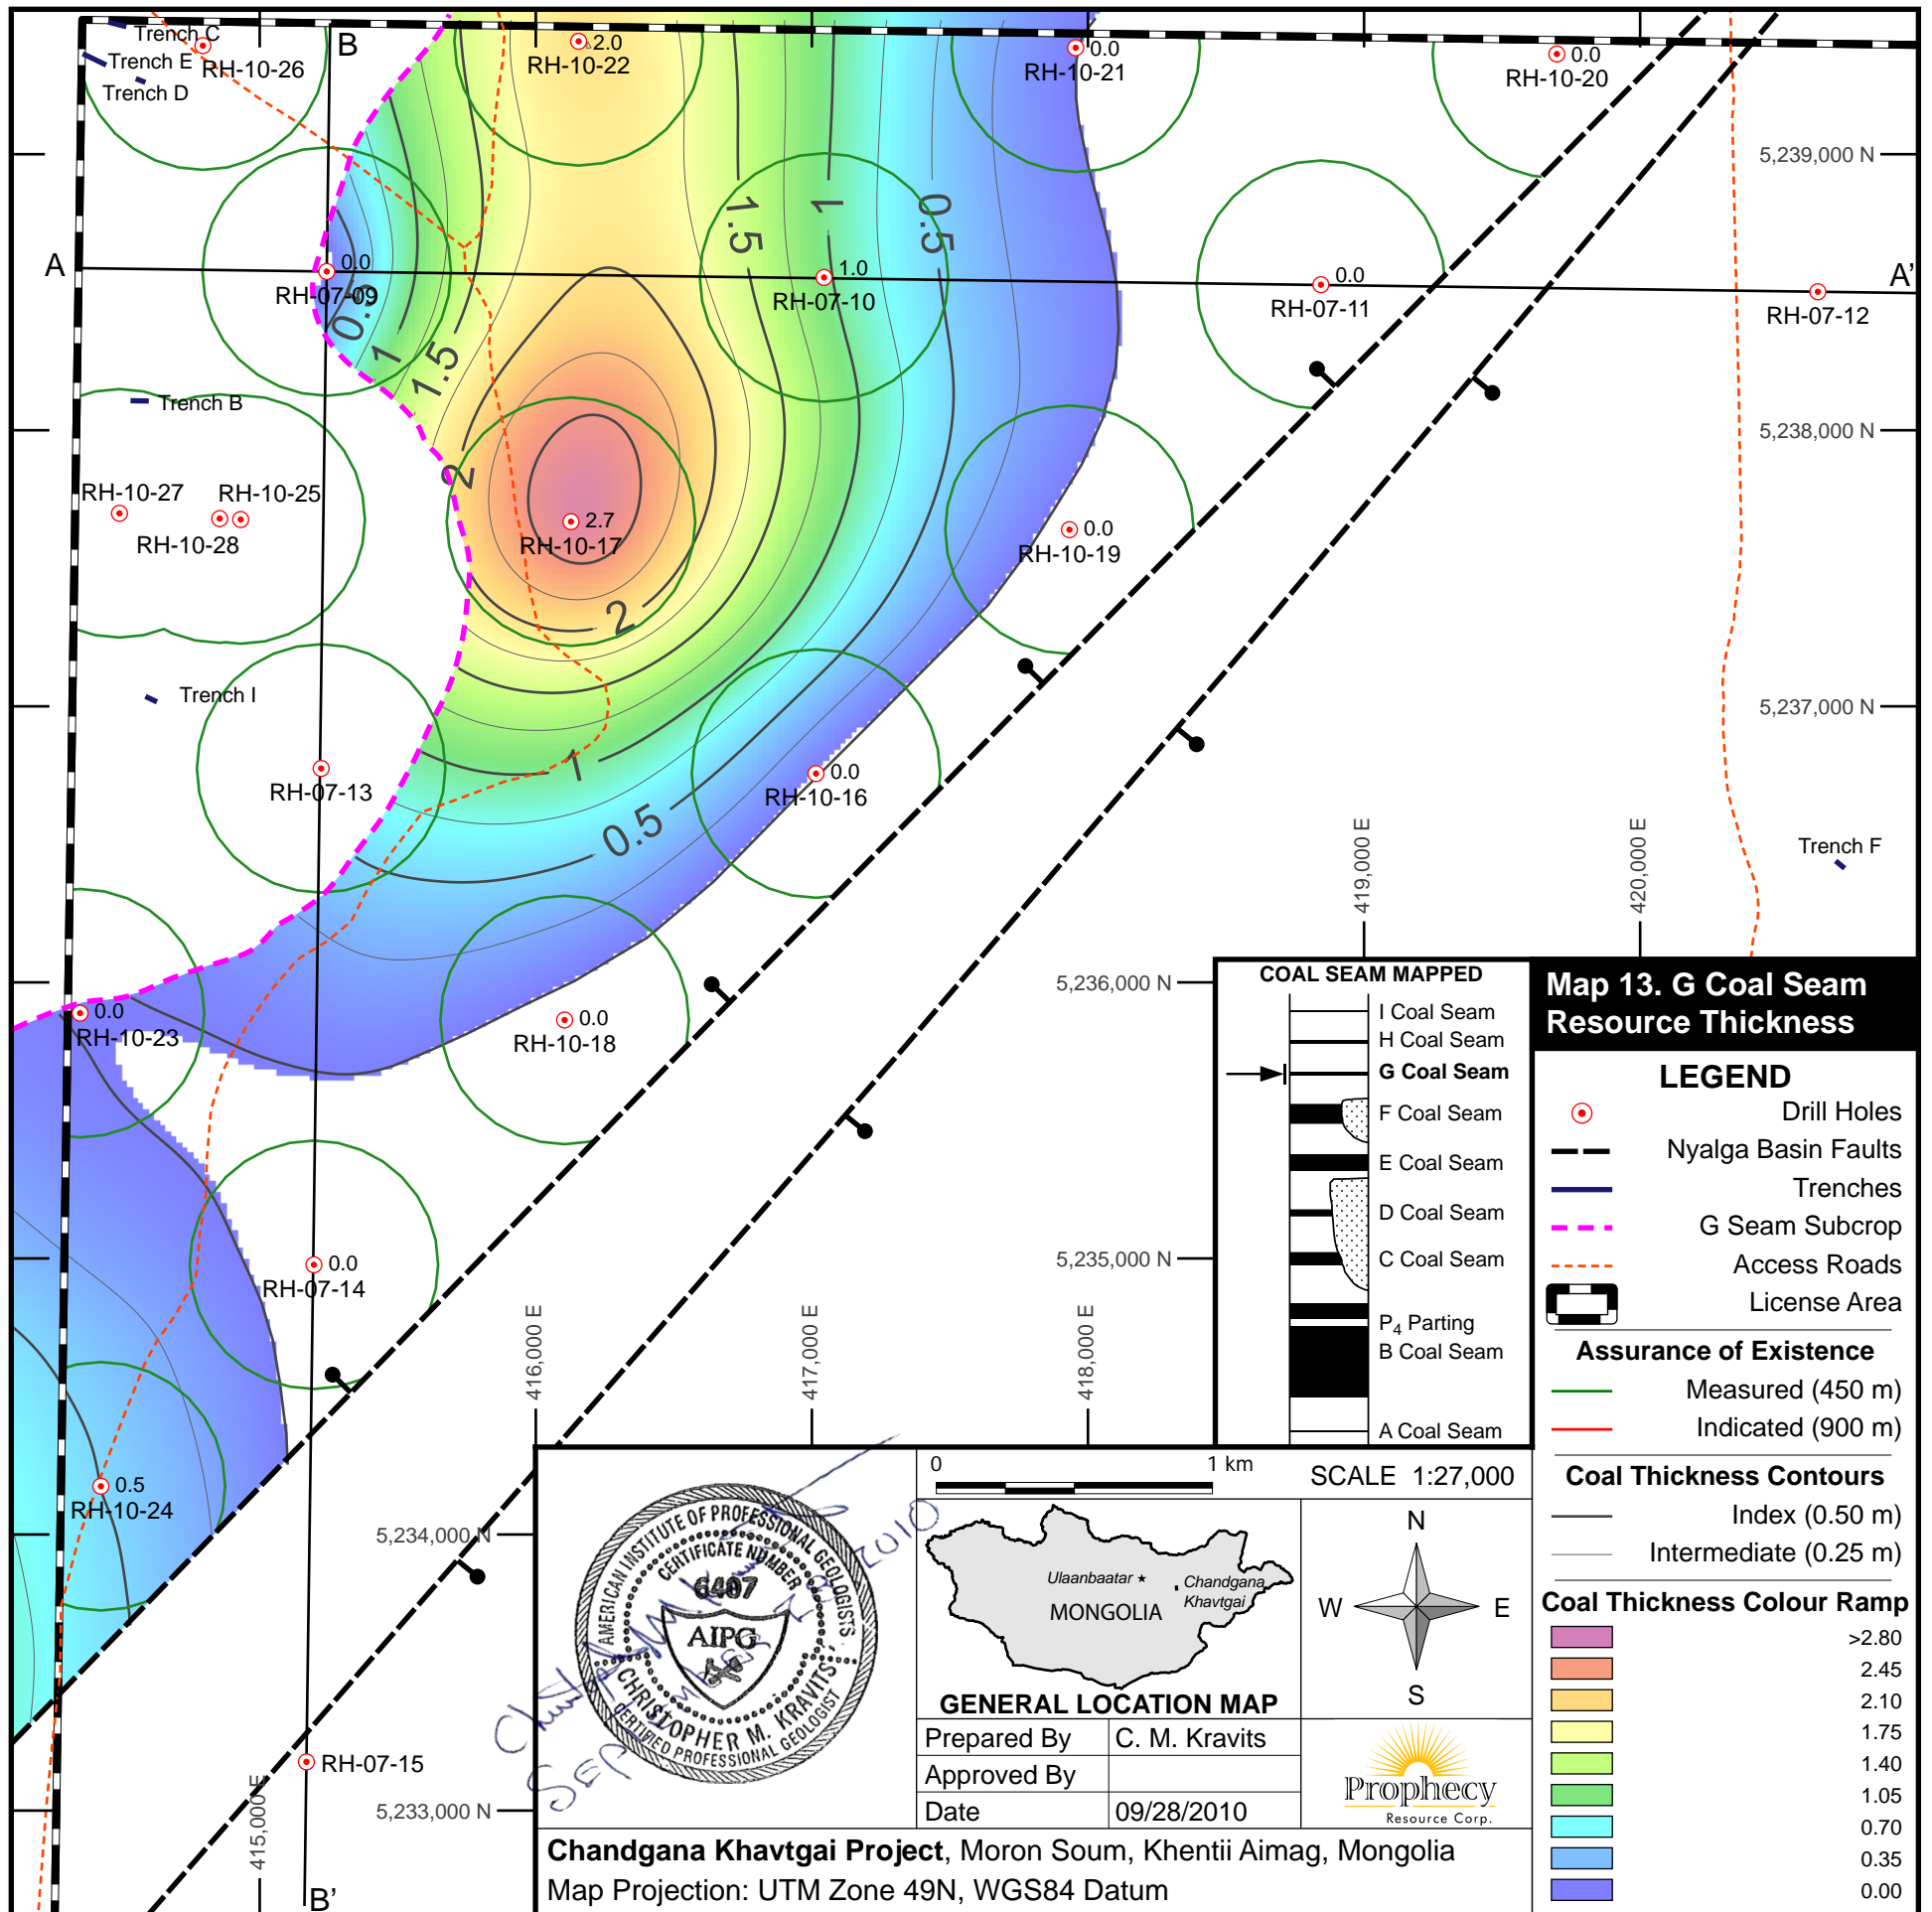 Trench C
B
2.0
0.0
0.0
Trench E
RH-10-26
RH-10-22
RH-10-21
RH-10-20
Trench D
5,239,000 N
1.5
1
0.5
A
0.0
1.0
0.0
A'
RH-07-09
RH-07-10
RH-07-11
RH-07-12
0.5
1
1.5
Trench B
5,238,000 N
2
RH-10-27
RH-10-25
RH-10-28
2.7
RH-10-17
0.0
RH-10-19
2
Trench I
5,237,000 N
1
0.0
RH-07-13
RH-10-16
0.5
419,000 E
420,000 E
Trench F
0.0
RH-10-23
0.0
RH-10-18
5,236,000 N
0.0
RH-07-14
5,235,000 N
416,000 E
417,000 E
418,000 E
0.5
RH-10-24
5,234,000 N
RH-07-15
415,000 E
5,233,000 N
B'
COAL SEAM MAPPED
I Coal Seam
H Coal Seam
G Coal Seam
F Coal Seam
E Coal Seam
D Coal Seam
C Coal Seam
P4 Parting
B Coal Seam
A Coal Seam
Map 13. G Coal Seam
Resource Thickness
LEGEND
Drill Holes
Nyalga Basin Faults
Trenches
G Seam Subcrop
Access Roads
License Area
Assurance of Existence
Measured (450 m)
Indicated (900 m)
Coal Thickness Contours
Index (0.50 m)
Intermediate (0.25 m)
Coal Thickness Colour Ramp
>2.80
2.45
2.10
1.75
1.40
1.05
0.70
0.35
0.00
AMERICAN INSTITUTE OF PROFESSIONAL GEOLOGISTS
CERTIFICATE NUMBER
6407
AIPG
CHRISTOPHER M. KRAVITS
CERTIFIED PROFESSIONAL GEOLOGIST
2010
0
1 km
SCALE 1:27,000
Ulaanbaatar
Chandgana
Khavtgai
MONGOLIA
GENERAL LOCATION MAP
N
W
E
S
Prepared By
C. M. Kravits
Approved By
Date
09/28/2010
Prophecy
Resource Corp.
Chandgana Khavtgai Project, Moron Soum, Khentii Aimag, Mongolia
Map Projection: UTM Zone 49N, WGS84 Datum